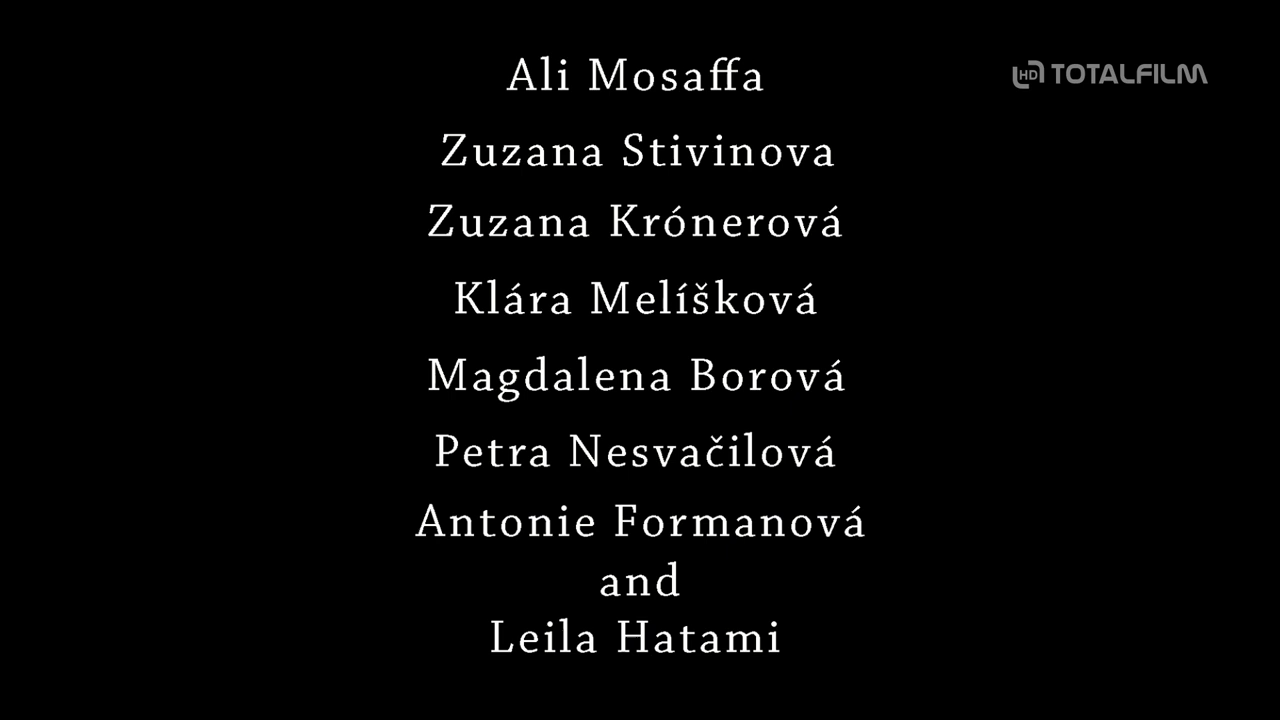 Ali Mosaffa
HD TOTALFILM
Zuzana Stivinova
Zuzana Krónerová
Klára Melíšková
Magdalena Borová
Petra Nesvačilová
Antonie Formanová
and
Leila Hatami